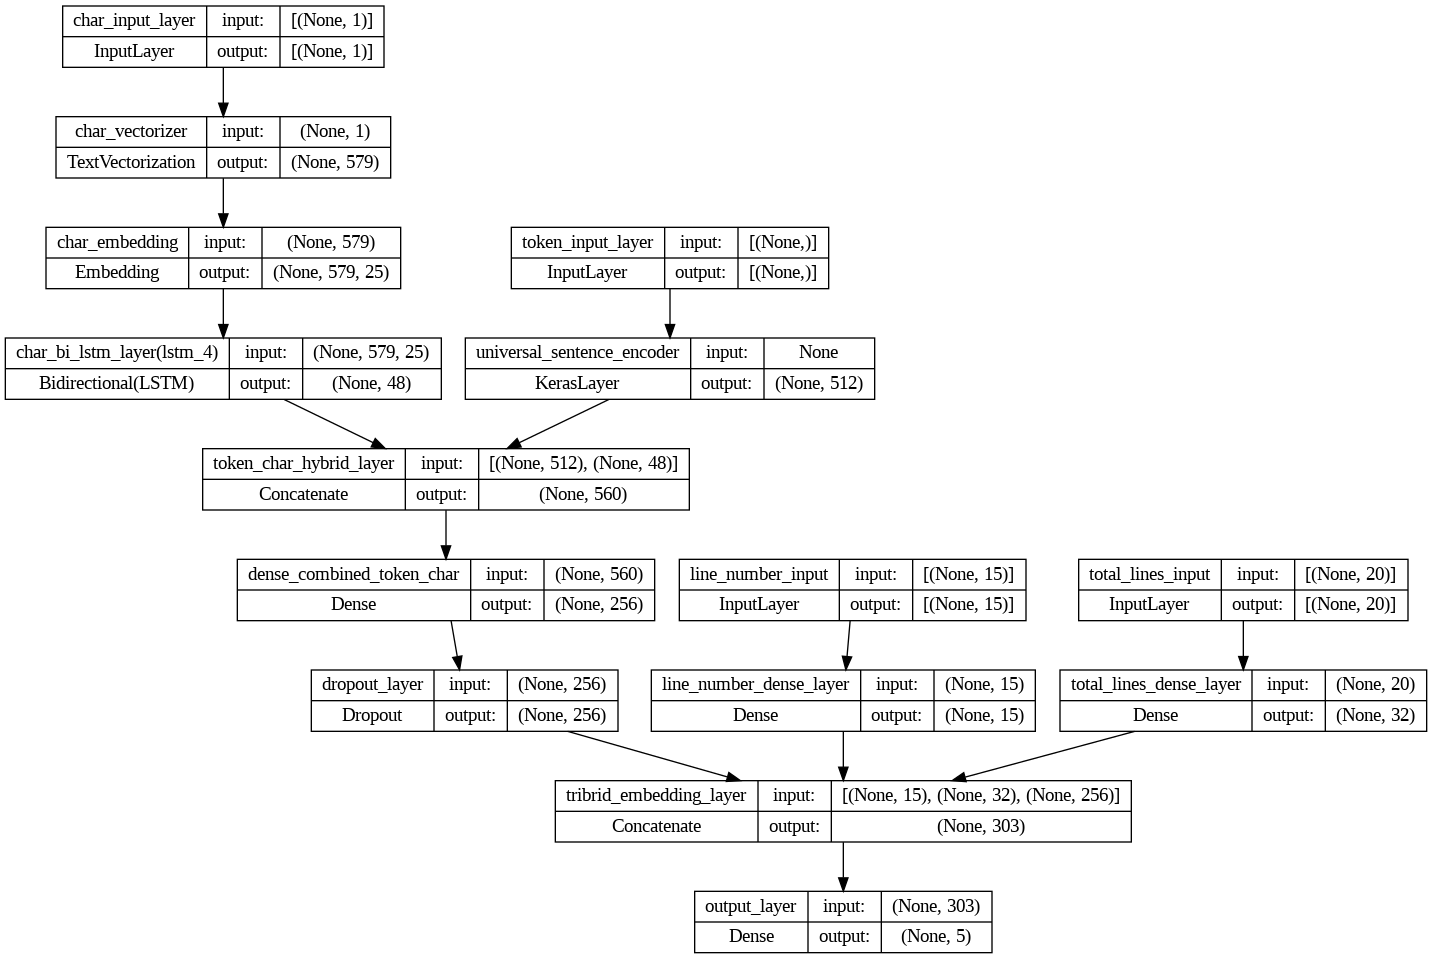 char_input_layer input: [(None, 1)]
InputLayer output: [(None, 1)]
char_vectorizer input: (None, 1)
TextVectorization output: (None, 579)
char_embedding input: (None, 579)
Embedding output: (None, 579, 25)
token_input_layer input: [(None,)]
InputLayer output: [(None,)]
char_bi_lstm_layer(lstm_4) input: (None, 579, 25)
Bidirectional(LSTM) output: (None, 48)
universal_sentence_encoder input: None
KerasLayer output: (None, 512)
token_char_hybrid_layer input: [(None, 512), (None, 48)]
Concatenate output: (None, 560)
dense_combined_token_char input: (None, 560)
Dense output: (None, 256)
line_number_input input: [(None, 15)]
InputLayer output: [(None, 15)]
total_lines_input input: [(None, 20)]
InputLayer output: [(None, 20)]
dropout_layer input: (None, 256)
Dropout output: (None, 256)
line_number_dense_layer input: (None, 15)
Dense output: (None, 15)
total_lines_dense_layer input: (None, 20)
Dense output: (None, 32)
tribrid_embedding_layer input: [(None, 15), (None, 32), (None, 256)]
Concatenate output: (None, 303)
output_layer input: (None, 303)
Dense output: (None, 5)